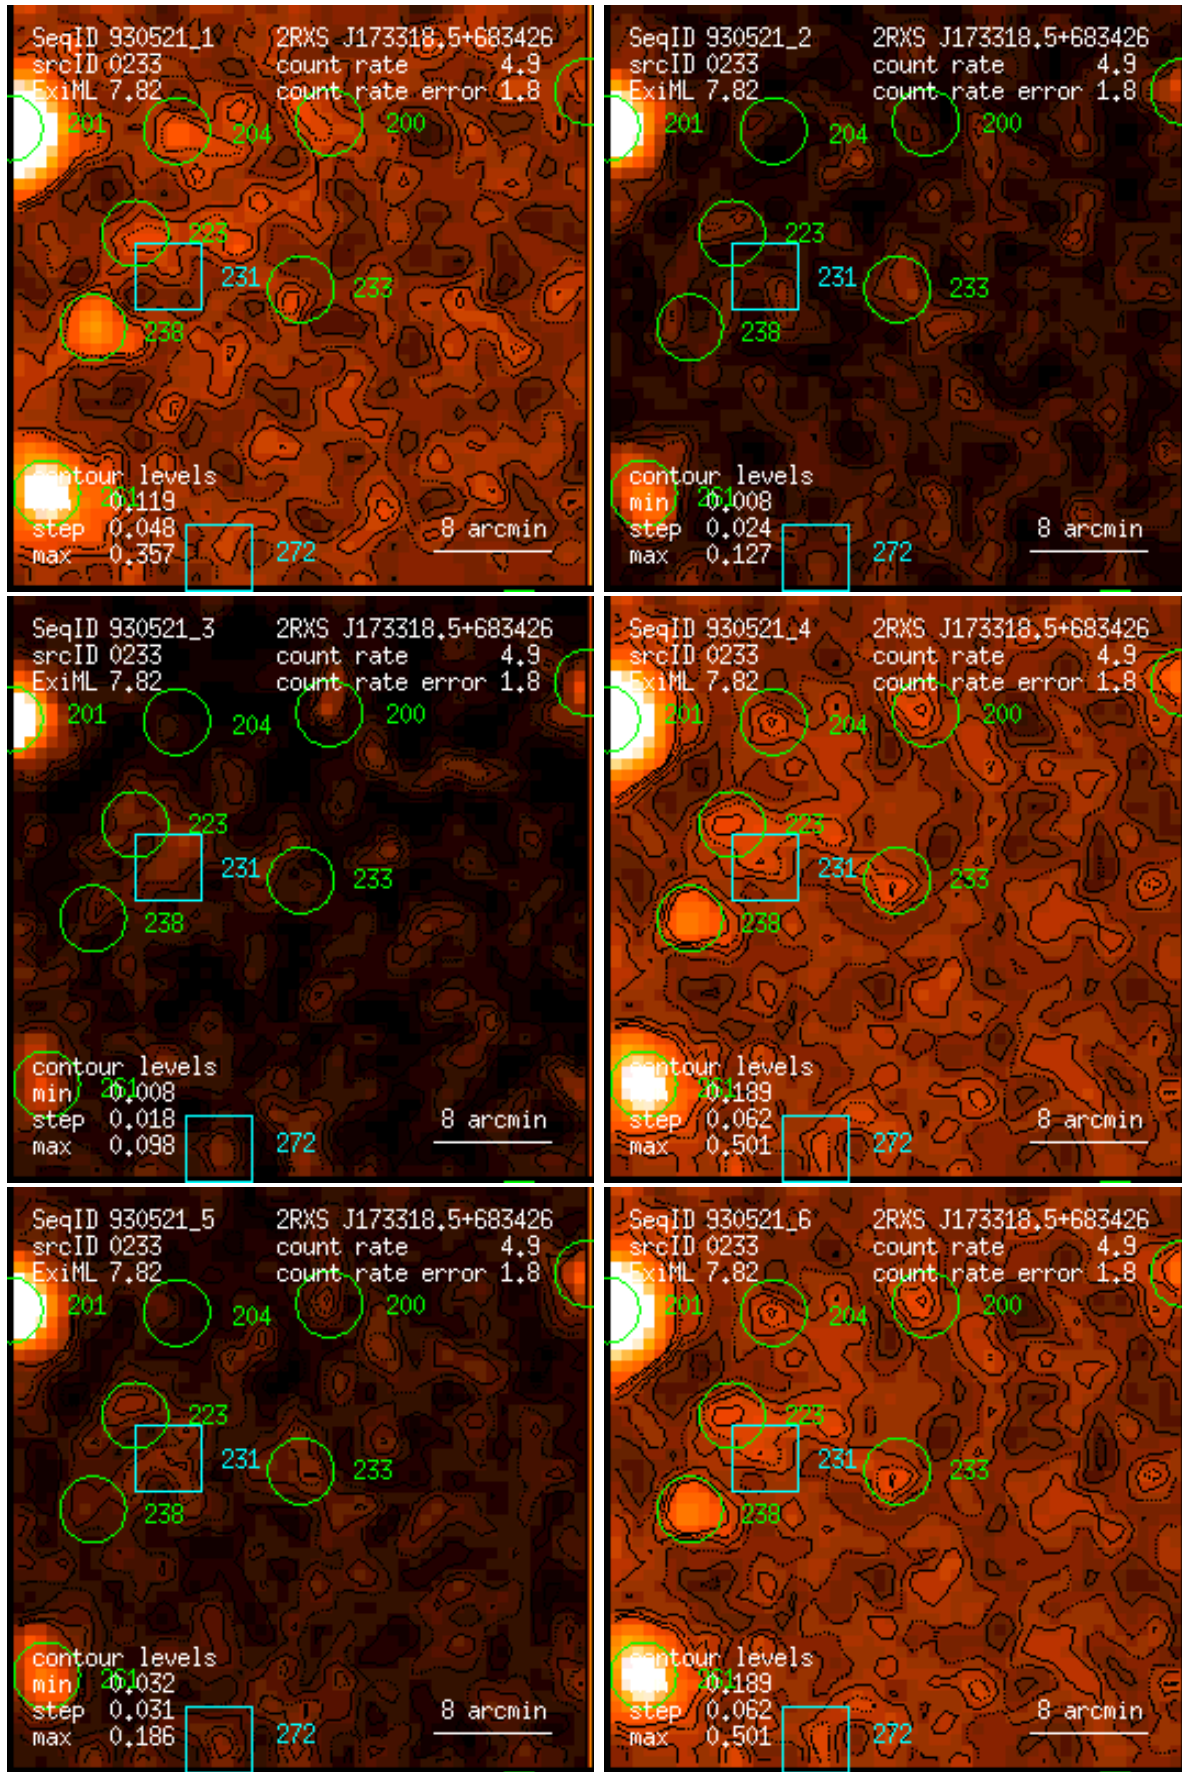 SeqID 930521_1 2RXS J173318.5+683426
srcID 0233 count rate 4.9
ExiML 7.82 count rate error 1.8
201 204 200
223
231 233
238
contour levels
261 0.119
step 0.048 8 arcmin
max 0.357 272
SeqID 930521_2 2RXS J173318.5+683426
srcID 0233 count rate 4.9
ExiML 7.82 count rate error 1.8
201 204 200
223
231 233
238
contour levels
min 261 0.008
step 0.024 8 arcmin
max 0.127 272
SeqID 930521_3 2RXS J173318.5+683426
srcID 0233 count rate 4.9
ExiML 7.82 count rate error 1.8
201 204 200
223
231 233
238
contour levels
min 261 0.008
step 0.018 8 arcmin
max 0.098 272
SeqID 930521_4 2RXS J173318.5+683426
srcID 0233 count rate 4.9
ExiML 7.82 count rate error 1.8
201 204 200
223
231 233
238
contour levels
261 0.189
step 0.062 8 arcmin
max 0.501 272
SeqID 930521_5 2RXS J173318.5+683426
srcID 0233 count rate 4.9
ExiML 7.82 count rate error 1.8
201 204 200
223
231 233
238
contour levels
min 261 0.032
step 0.031 8 arcmin
max 0.186 272
SeqID 930521_6 2RXS J173318.5+683426
srcID 0233 count rate 4.9
ExiML 7.82 count rate error 1.8
201 204 200
223
231 233
238
contour levels
261 0.189
step 0.062 8 arcmin
max 0.501 272